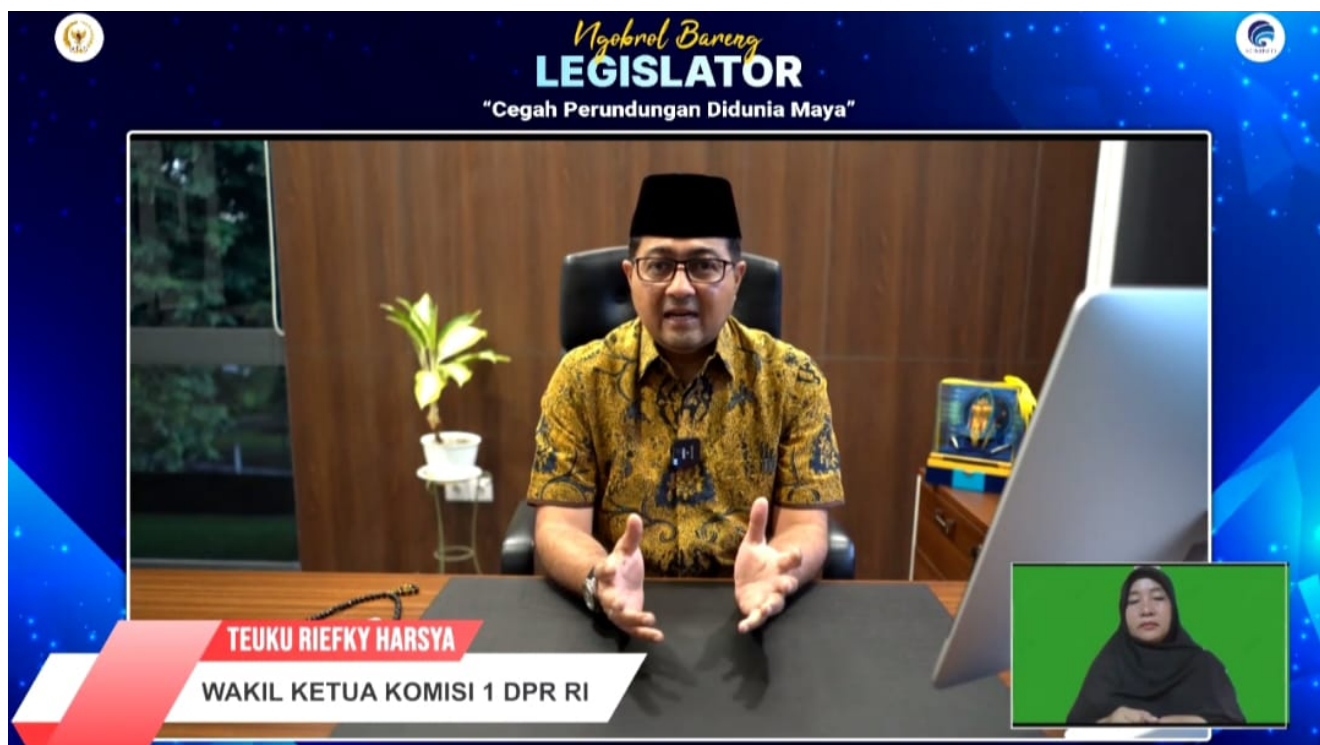 Ngobrol Bareng
LEGISLATOR
“Cegah Perundungan Didunia Maya”
TEUKU RIEFKY HARSYA
WAKIL KETUA KOMISI 1 DPR RI